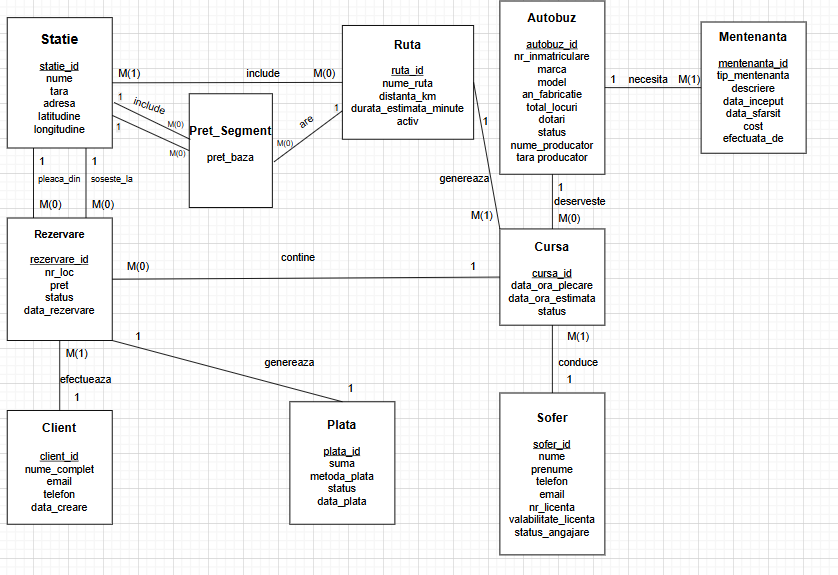 Statie
statie_id
nume
tara
adresa
latitudine
longitudine
M(1)
include
M(0)
1
include
M(0)
1
M(0)
Pret_Segment
pret_baza
M(0)
are
1
Ruta
ruta_id
nume_ruta
distanta_km
durata_estimata_minute
activ
1
genereaza
M(1)
Autobuz
autobuz_id
nr_inmatriculare
marca
model
an_fabricatie
total_locuri
dotari
status
nume_producator
tara producator
1
necesita
M(1)
Mentenanta
mentenanta_id
tip_mentenanta
descriere
data_inceput
data_sfarsit
cost
efectuata_de
1
deserveste
M(0)
1
pleaca_din
M(0)
1
soseste_la
M(0)
Rezervare
rezervare_id
nr_loc
pret
status
data_rezervare
M(0)
contine
1
Cursa
cursa_id
data_ora_plecare
data_ora_estimata
status
M(1)
conduce
1
M(1)
efectueaza
1
1
genereaza
1
Client
client_id
nume_complet
email
telefon
data_creare
Plata
plata_id
suma
metoda_plata
status
data_plata
Sofer
sofer_id
nume
prenume
telefon
email
nr_licenta
valabilitate_licenta
status_angajare